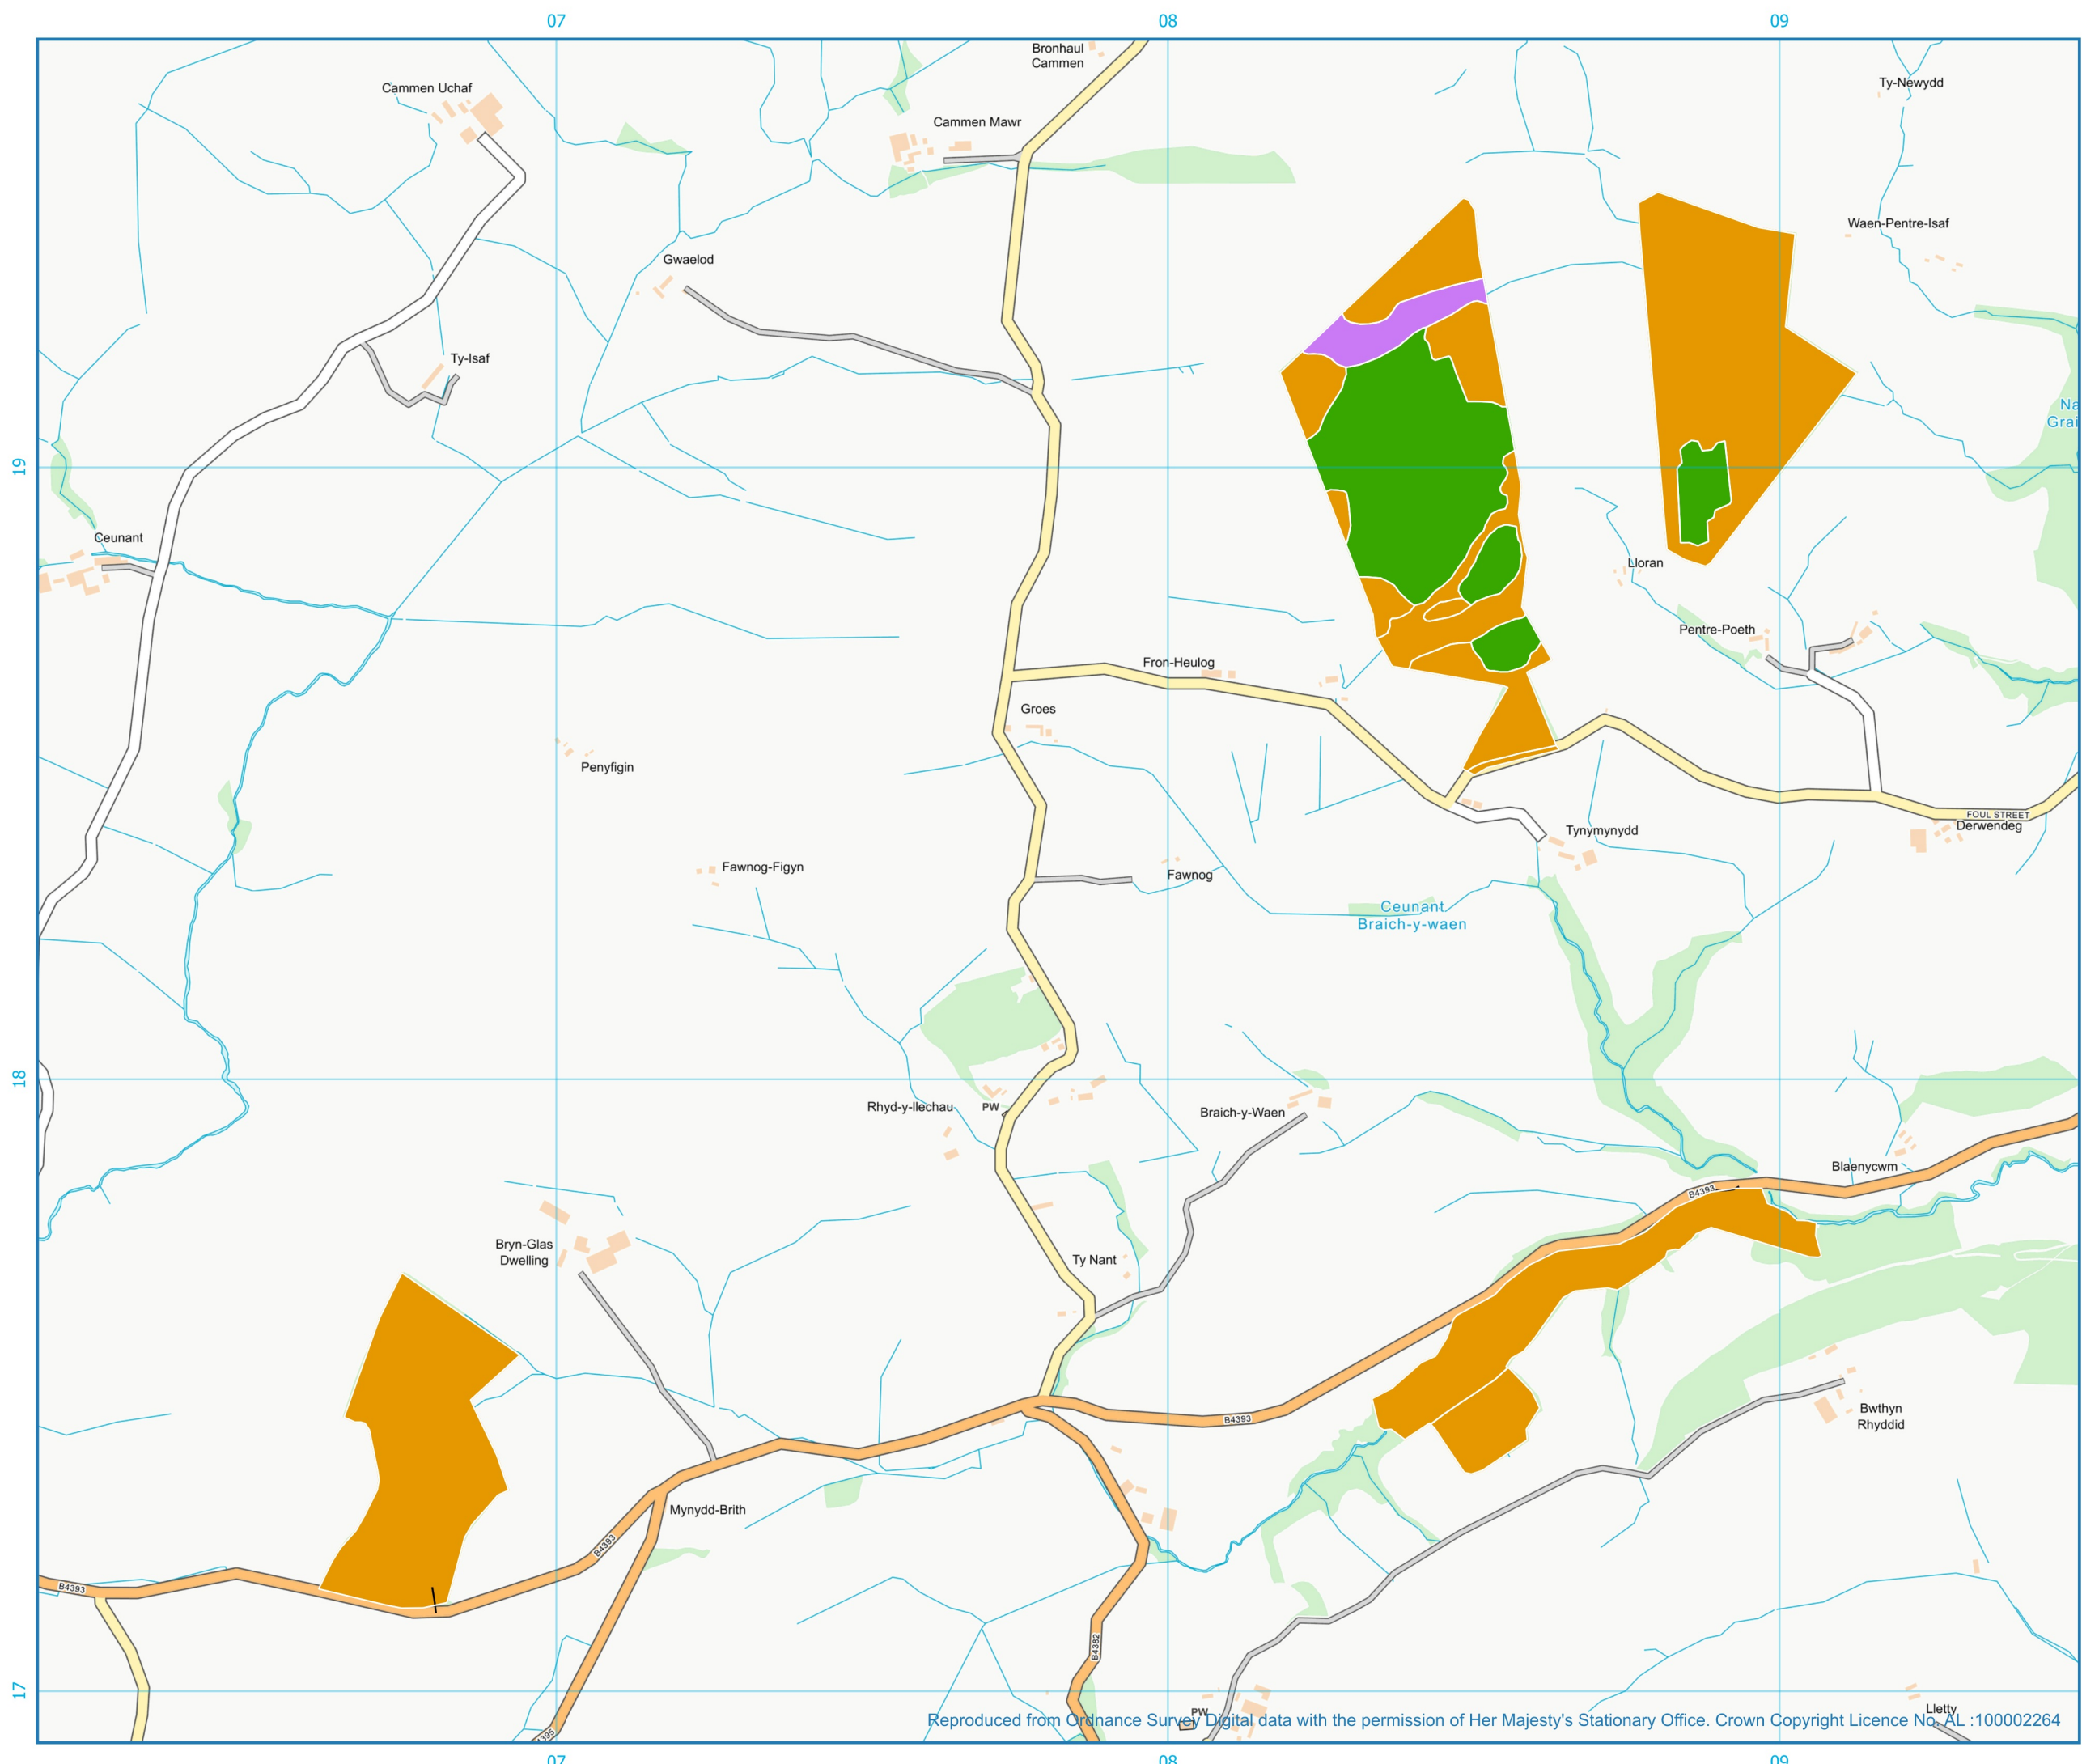 07
08
09
Bronhaul
Cammen
Cammen Uchaf
Ty-Newydd
Cammen Mawr
Waen-Pentre-Isaf
Gwaelod
Ty-Isaf
Na
Grai
19
Ceunant
Lloran
Pentre-Poeth
Fron-Heulog
Groes
Penyfigin
FOUL STREET
Derwendeg
Tynymynydd
Fawnog-Figyn
Fawnog
Ceunant
Braich-y-waen
18
Rhyd-y-llechau
PW
Braich-y-Waen
Blaenycwm
B4393
Bryn-Glas
Dwelling
Ty Nant
B4393
Bwthyn
Rhyddid
Mynydd-Brith
B4393
B4393
B4382
17
PW
Lletty
Reproduced from Ordnance Survey Digital data with the permission of Her Majesty's Stationary Office. Crown Copyright Licence No. AL :100002264
07
08
09